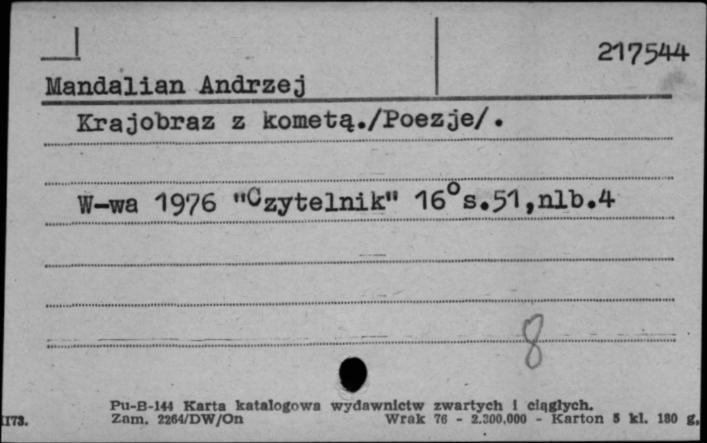 217544
Mandalian Andrzej
Krajobraz z kometą./Poezje/.
W-wa 1976 "Czytelnik" 16° s.51,nlb.4
8
Pu-B-144 Karta katalogowa wydawnictw zwartych i ciągłych.
I173. Zam. 2264/DW/On Wrak 76 - 2.300.000 - Karton 5 kl. 180 g.